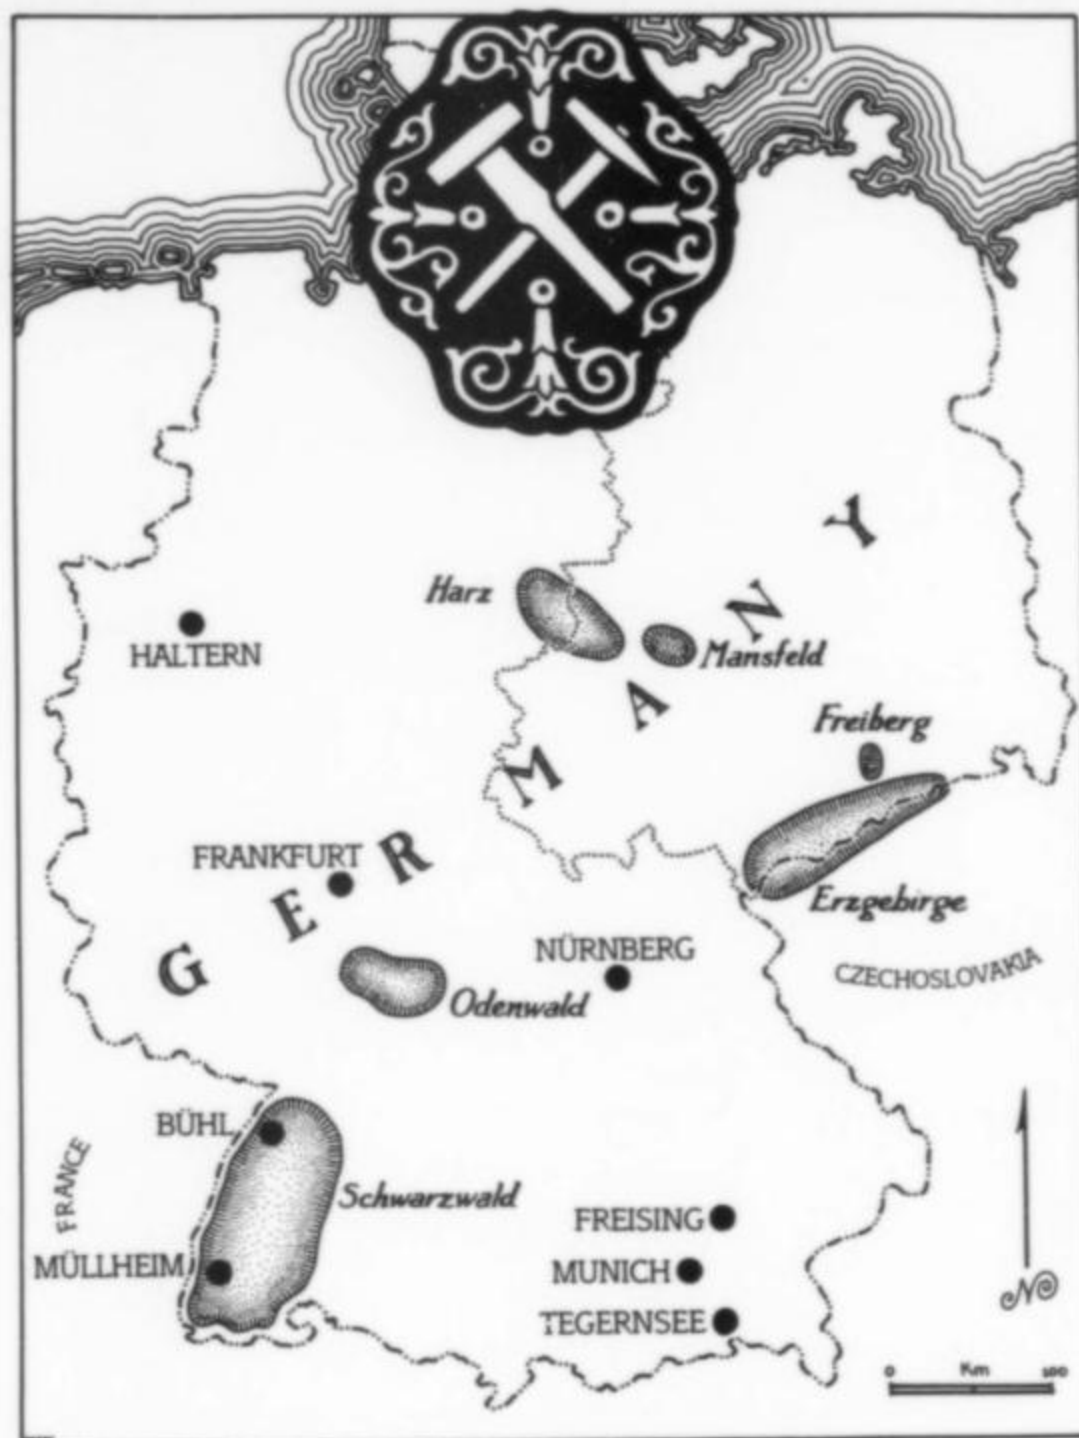 Harz
HALTERN
Mansfeld
Freiberg
GERMANY
FRANKFURT
Erzgebirge
NÜRNBERG
CZECHOSLOVAKIA
Odenwald
BÜHL
FRANCE
Schwarzwald
FREISING
MÜLLHEIM
MUNICH
TEGERNSEE
N
0 Km 100